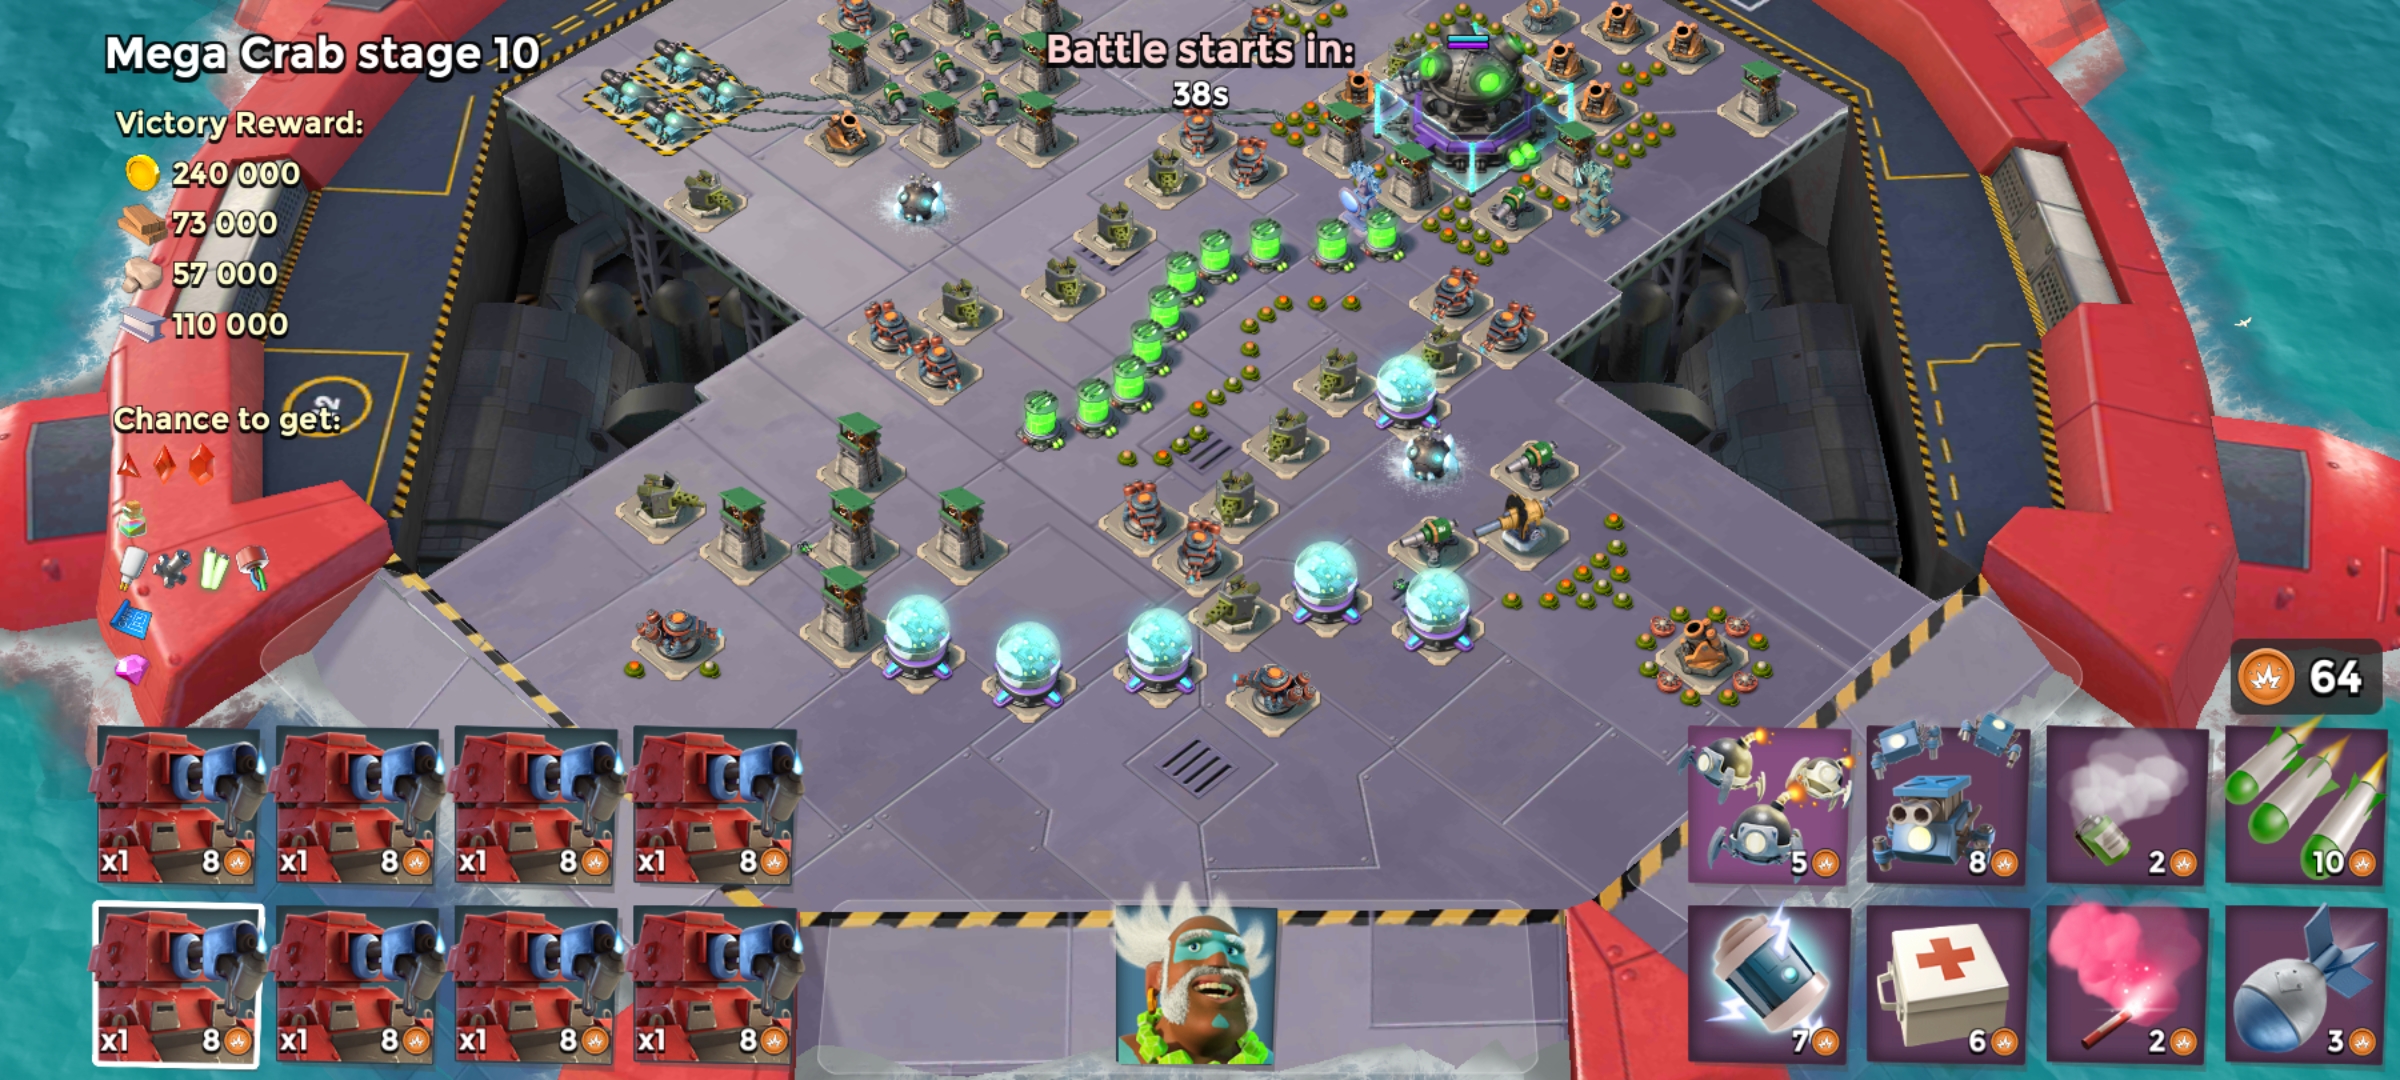 Mega Crab stage 10
Battle starts in:
38s
Victory Reward:
240 000
73 000
57 000
110 000
Chance to get:
64
x1 8
x1 8
x1 8
x1 8
5
8
2
10
x1 8
x1 8
x1 8
x1 8
7
6
2
3